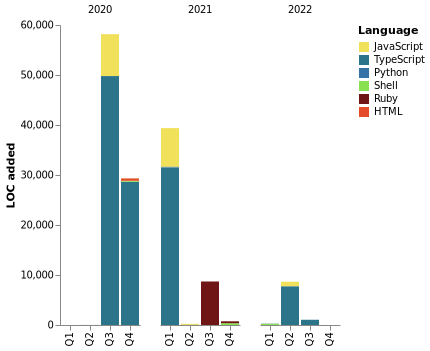 2020 2021 2022
Language
JavaScript
TypeScript
Python
Shell
Ruby
HTML
LOC added
60,000
50,000
40,000
30,000
20,000
10,000
0
Q1 Q2 Q3 Q4 Q1 Q2 Q3 Q4 Q1 Q2 Q3 Q4